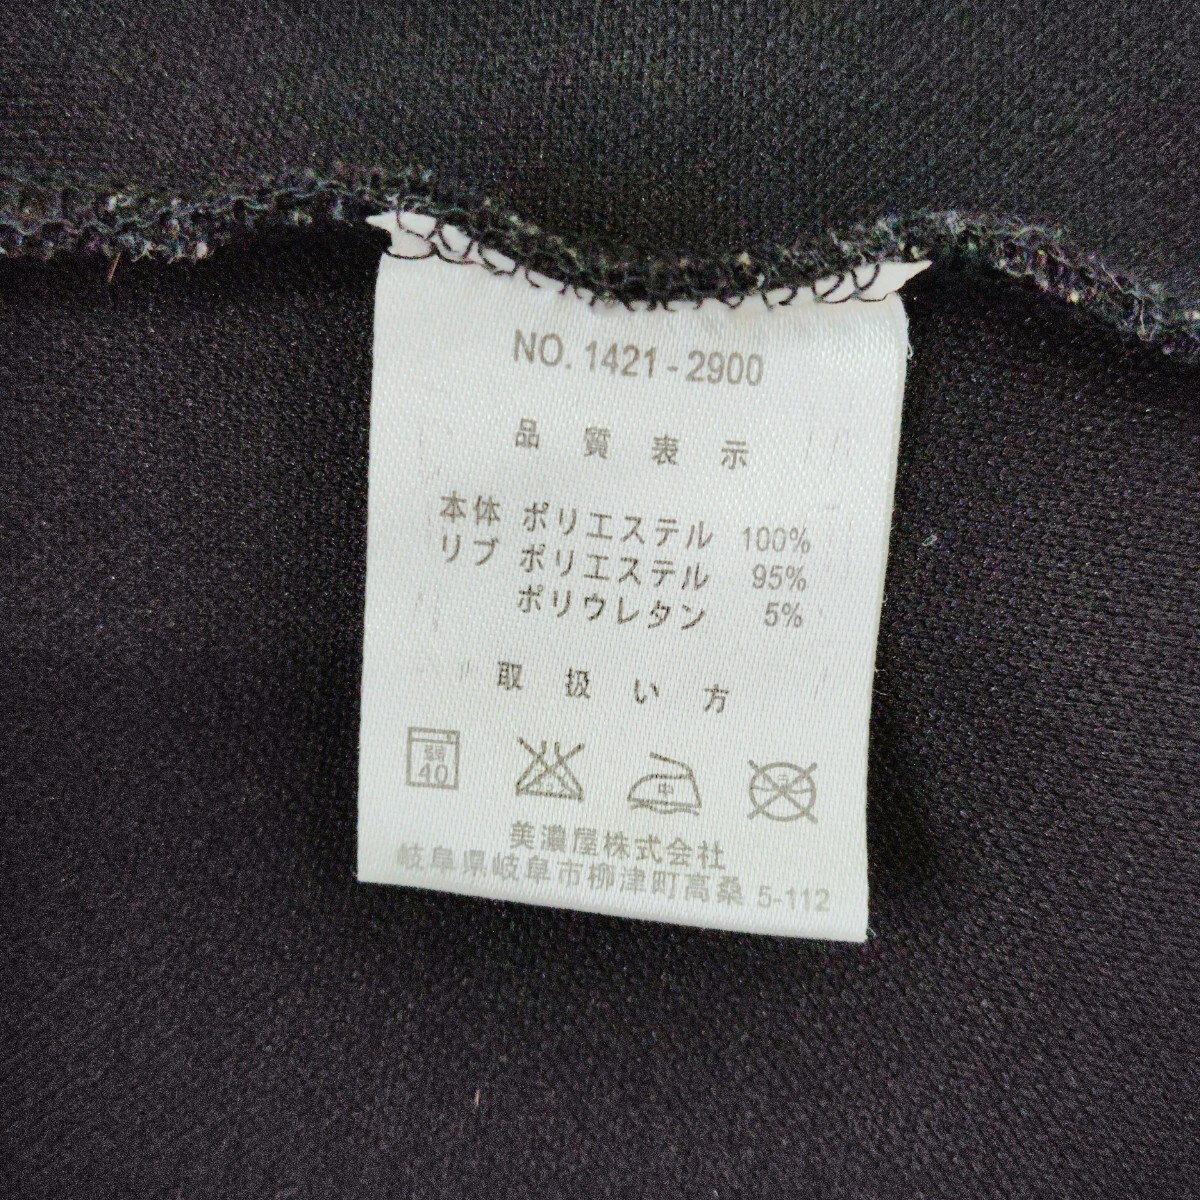 NO. 1421 - 2900
品 質 表 示
本体 ポリエステル 100%
リブ ポリエステル 95%
ポリウレタン 5%
取 扱 い 方
弱 40 中
美濃屋株式会社
岐阜県岐阜市柳津町高桑 5-112